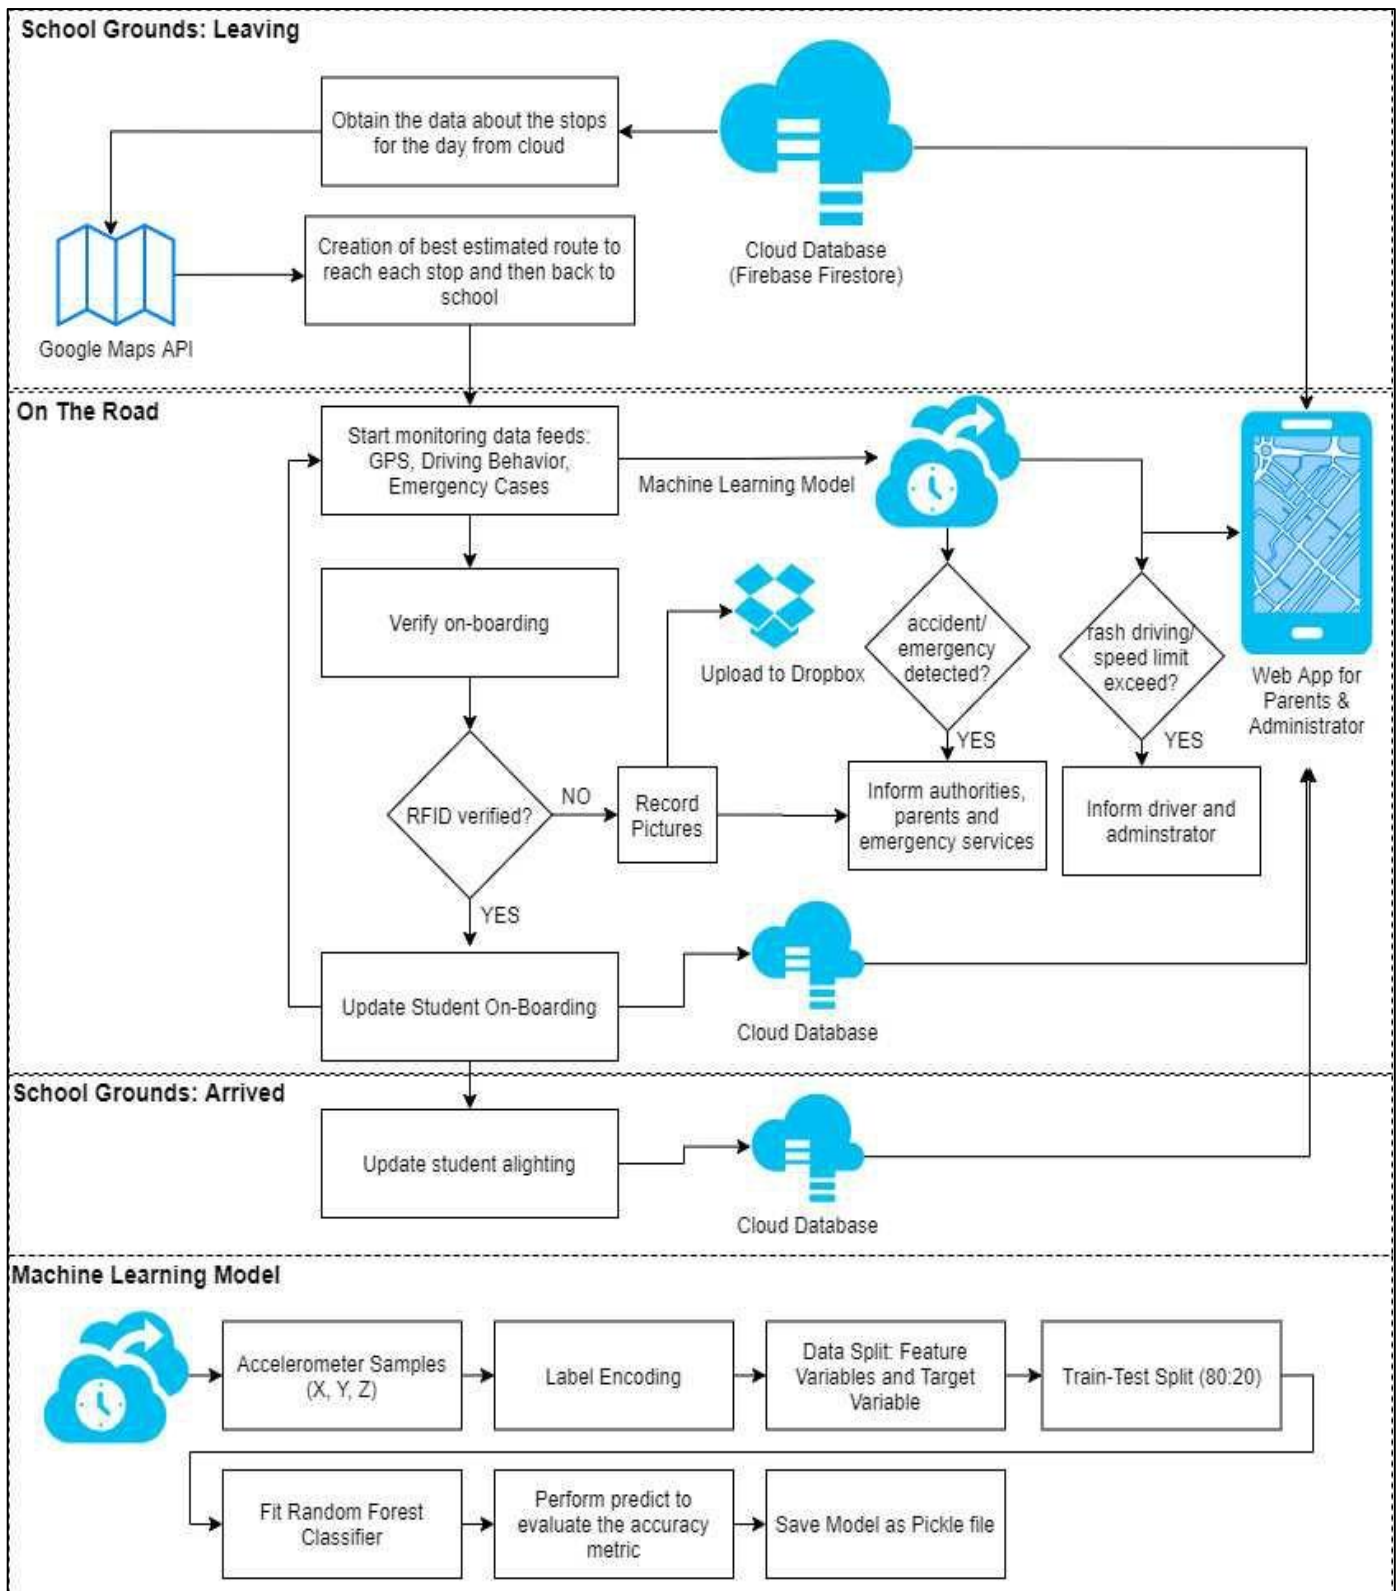 School Grounds: Leaving
Obtain the data about the stops
for the day from cloud
Cloud Database
(Firebase Firestore)
Creation of best estimated route to
reach each stop and then back to
school
Google Maps API
On The Road
Start monitoring data feeds:
GPS, Driving Behavior,
Emergency Cases
Machine Learning Model
Verify on-boarding
Upload to Dropbox
accident/
emergency
detected?
rash driving/
speed limit
exceed?
Web App for
Parents &
Administrator
YES
YES
RFID verified?
NO
Record
Pictures
Inform authorities,
parents and
emergency services
Inform driver and
adminstrator
YES
Update Student On-Boarding
Cloud Database
School Grounds: Arrived
Update student alighting
Cloud Database
Machine Learning Model
Accelerometer Samples
(X, Y, Z)
Label Encoding
Data Split: Feature
Variables and Target
Variable
Train-Test Split (80:20)
Fit Random Forest
Classifier
Perform predict to
evaluate the accuracy
metric
Save Model as Pickle file